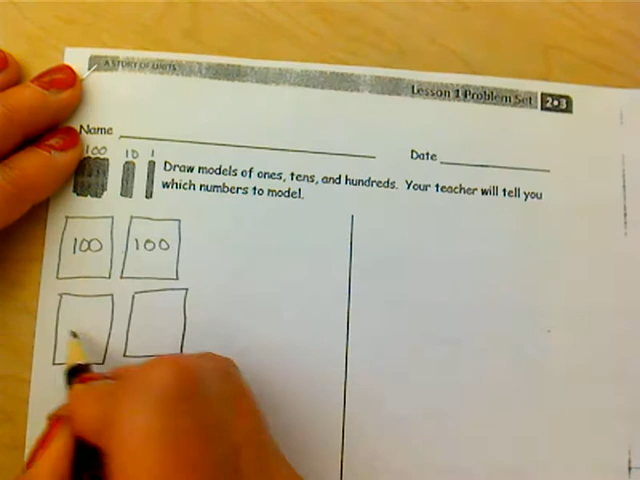 A STORY OF UNITS
Lesson 1 Problem Set 2•3
Name
Date
100 10 1
Draw models of ones, tens, and hundreds. Your teacher will tell you
which numbers to model.
100 100